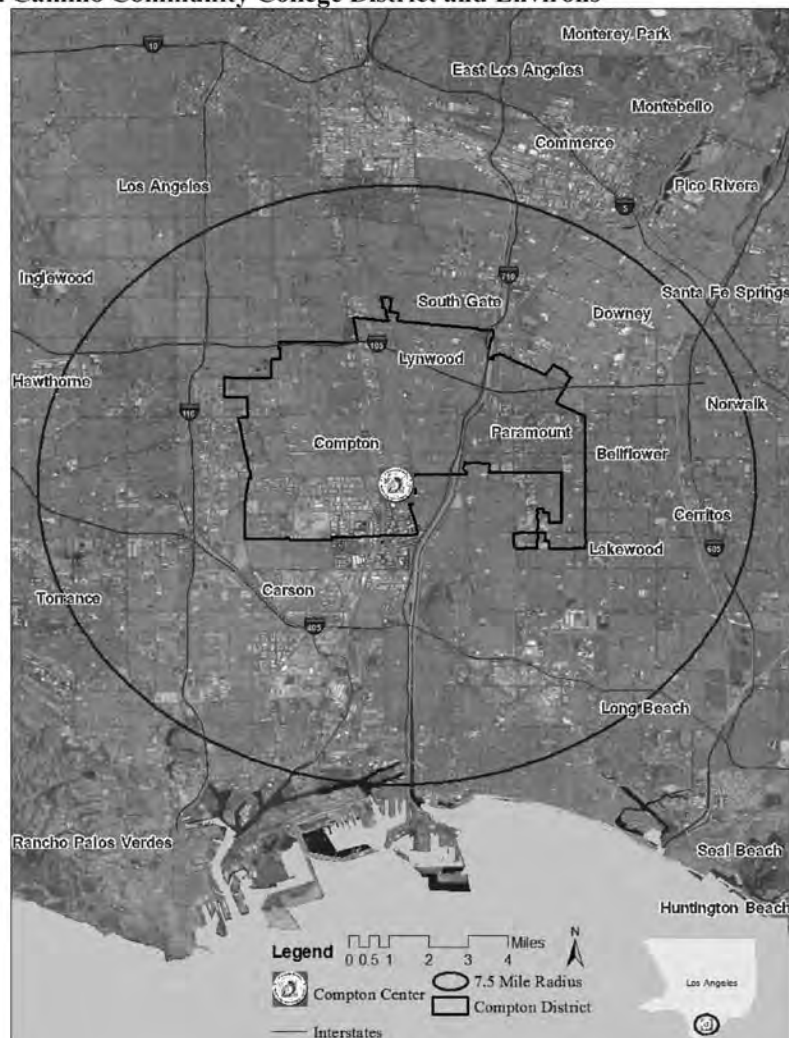 Camino Community College District and Environs
10
Monterey Park
East Los Angeles
Montebello
Commerce
Los Angeles
Pico Rivera
5
Inglewood
710
South Gate
Santa Fe Springs
Downey
105
Lynwood
Hawthorne
Norwalk
110
Paramount
Compton
Bellflower
Cerritos
Lakewood
605
Carson
Torrance
405
Long Beach
Rancho Palos Verdes
Seal Beach
Huntington Beach
N
Legend
Miles
0 0.5 1 2 3 4
Los Angeles
Compton Center
7.5 Mile Radius
Compton District
Interstates